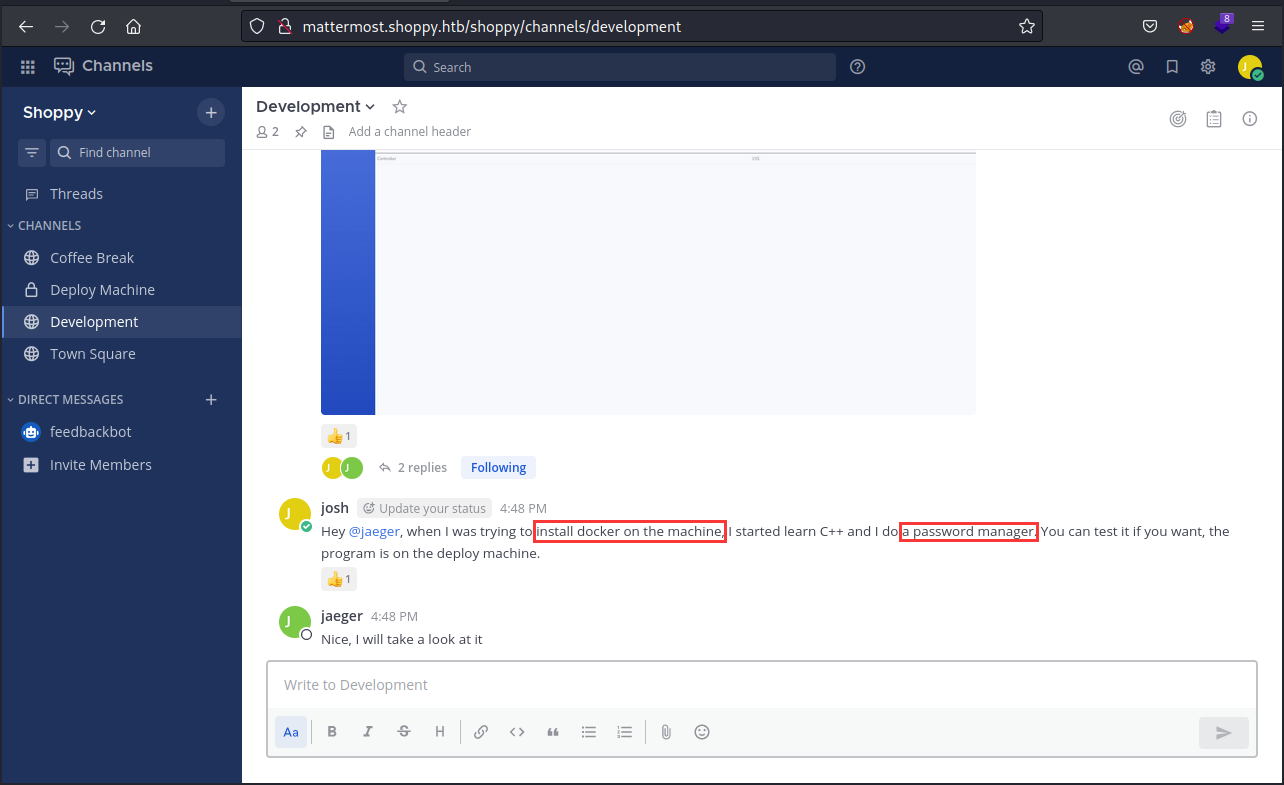 mattermost.shoppy.htb/shoppy/channels/development
8
Channels
Search
J
Shoppy
Development
2
Add a channel header
Find channel
Threads
CHANNELS
Coffee Break
Deploy Machine
Development
Town Square
DIRECT MESSAGES
feedbackbot
Invite Members
Controller
1
J J 2 replies Following
J
josh Update your status 4:48 PM
Hey @jaeger, when I was trying to install docker on the machine, I started learn C++ and I do a password manager. You can test it if you want, the
program is on the deploy machine.
1
J
jaeger 4:48 PM
Nice, I will take a look at it
Write to Development
Aa B I S H